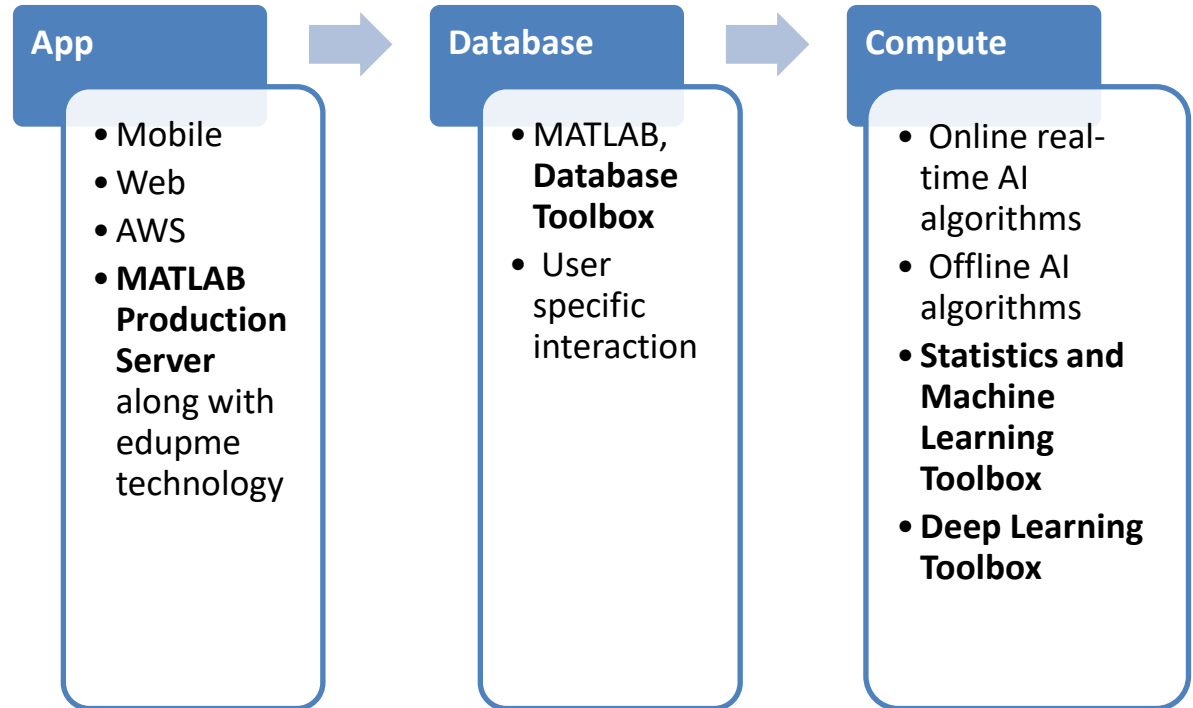 App
• Mobile
• Web
• AWS
• MATLAB
Production
Server
along with
edupme
technology
Database
• MATLAB,
Database
Toolbox
• User
specific
interaction
Compute
• Online real-
time AI
algorithms
• Offline AI
algorithms
• Statistics and
Machine
Learning
Toolbox
• Deep Learning
Toolbox